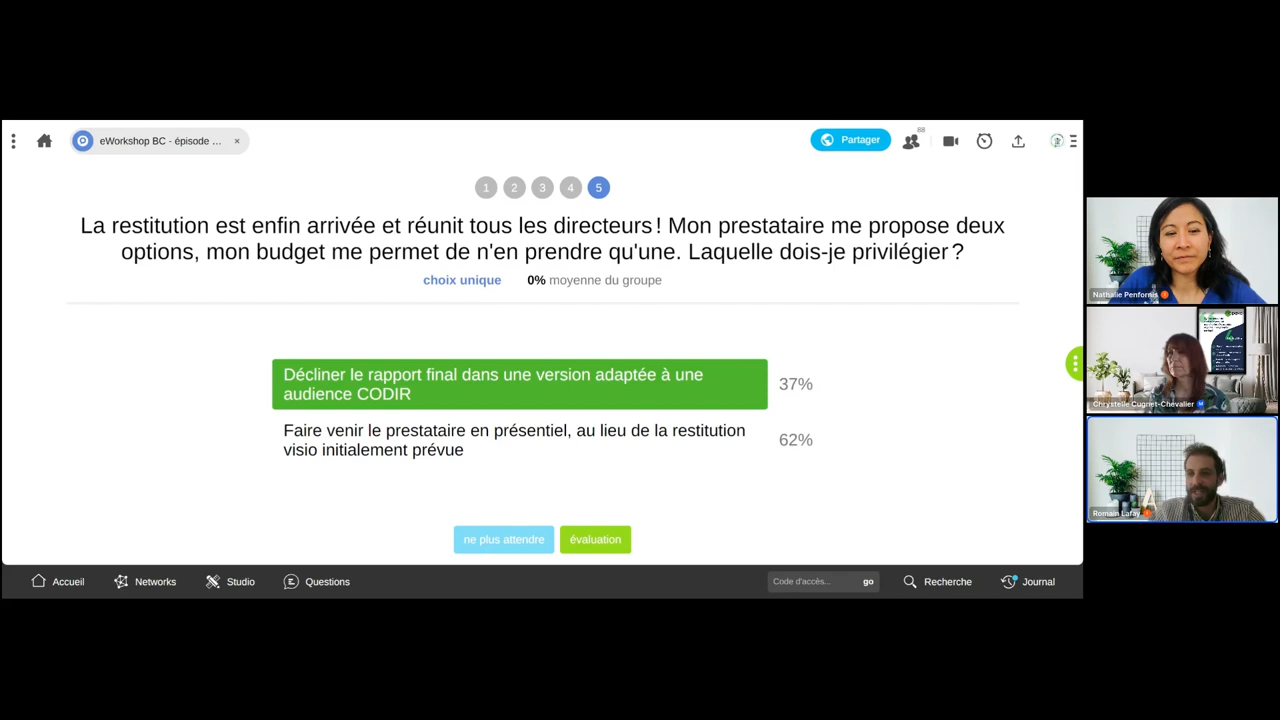 eWorkshop BC - épisode ... ×
Partager
88
1 2 3 4 5
La restitution est enfin arrivée et réunit tous les directeurs ! Mon prestataire me propose deux
options, mon budget me permet de n'en prendre qu'une. Laquelle dois-je privilégier ?
choix unique 0% moyenne du groupe
Décliner le rapport final dans une version adaptée à une
audience CODIR
37%
Faire venir le prestataire en présentiel, au lieu de la restitution
visio initialement prévue
62%
ne plus attendre évaluation
Accueil Networks Studio Questions Code d'accès... go Recherche Journal
Nathalie Penfornis
Chrystelle Cugnet-Chevalier M
Romain Lafay